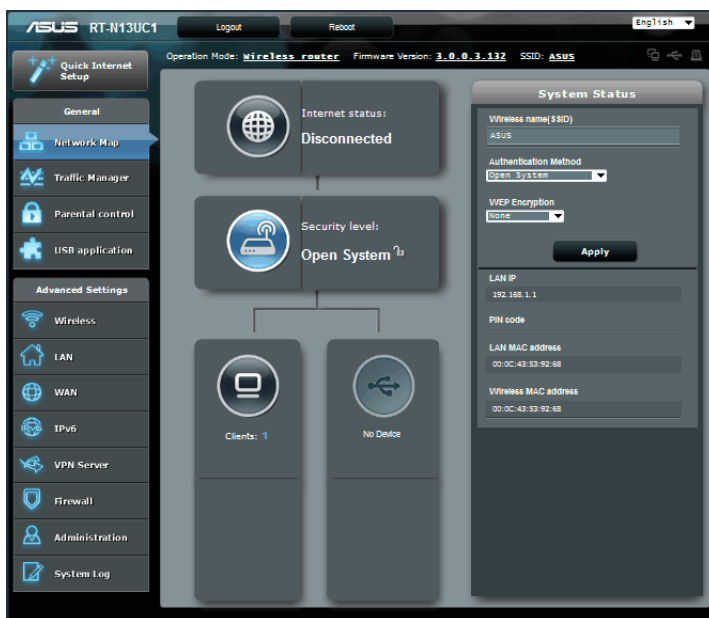 ASUS RT-N13UC1 Logout Reboot English
Operation Mode: Wireless router Firmware Version: 3.0.0.3.132 SSID: ASUS
Quick Internet
Setup
General
Network Map
Traffic Manager
Parental control
USB application
Advanced Settings
Wireless
LAN
WAN
IPv6
VPN Server
Firewall
Administration
System Log
Internet status:
Disconnected
Security level:
Open System
Clients: 1
No Device
System Status
Wireless name(SSID)
ASUS
Authentication Method
Open System
WEP Encryption
None
Apply
LAN IP
192.168.1.1
PIN code
LAN MAC address
00:0C:43:53:92:68
Wireless MAC address
00:0C:43:53:92:68